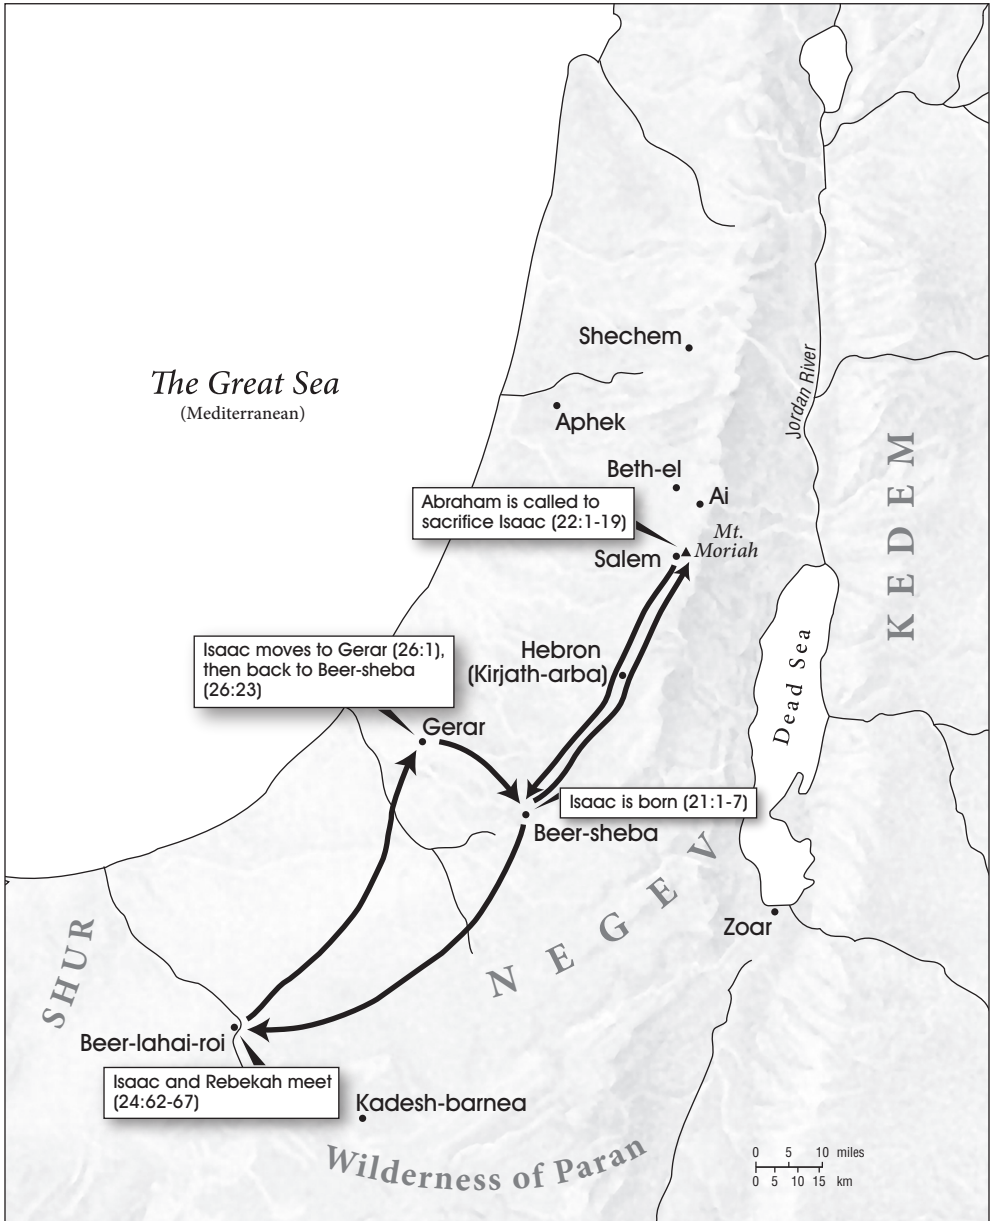 Shechem
The Great Sea
(Mediterranean)
Jordan River
Aphek
KEDEM
Beth-el
Ai
Abraham is called to
sacrifice Isaac (22:1-19)
Mt.
Moriah
Salem
Isaac moves to Gerar (26:1),
then back to Beer-sheba
(26:23)
Hebron
(Kirjath-arba)
Dead Sea
Gerar
Isaac is born (21:1-7)
Beer-sheba
NEGEV
Zoar
SHUR
Beer-lahai-roi
Isaac and Rebekah meet
(24:62-67)
Kadesh-barnea
Wilderness of Paran
0 5 10 miles
0 5 10 15 km